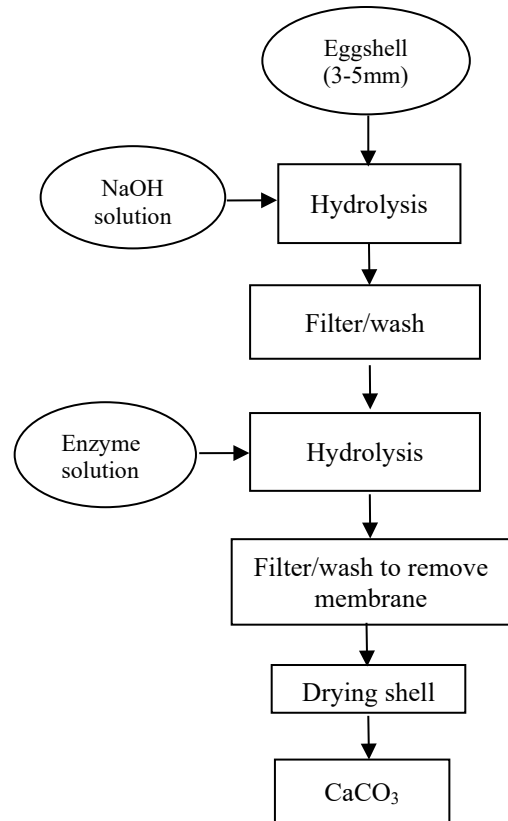 Eggshell
(3-5mm)
NaOH
solution
Hydrolysis
Filter/wash
Enzyme
solution
Hydrolysis
Filter/wash to remove
membrane
Drying shell
CaCO₃